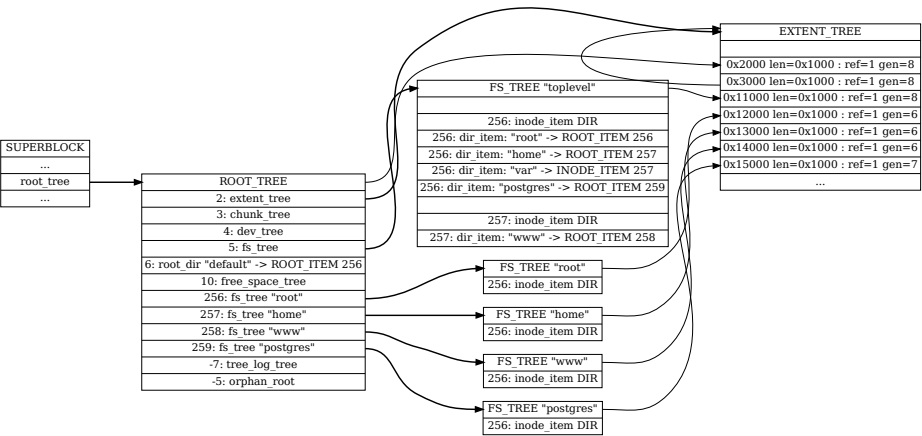 SUPERBLOCK
...
root_tree
...
ROOT_TREE
2: extent_tree
3: chunk_tree
4: dev_tree
5: fs_tree
6: root_dir "default" -> ROOT_ITEM 256
10: free_space_tree
256: fs_tree "root"
257: fs_tree "home"
258: fs_tree "www"
259: fs_tree "postgres"
-7: tree_log_tree
-5: orphan_root
FS_TREE "toplevel"
256: inode_item DIR
256: dir_item: "root" -> ROOT_ITEM 256
256: dir_item: "home" -> ROOT_ITEM 257
256: dir_item: "var" -> INODE_ITEM 257
256: dir_item: "postgres" -> ROOT_ITEM 259
257: inode_item DIR
257: dir_item: "www" -> ROOT_ITEM 258
FS_TREE "root"
256: inode_item DIR
FS_TREE "home"
256: inode_item DIR
FS_TREE "www"
256: inode_item DIR
FS_TREE "postgres"
256: inode_item DIR
EXTENT_TREE
0x2000 len=0x1000 : ref=1 gen=8
0x3000 len=0x1000 : ref=1 gen=8
0x11000 len=0x1000 : ref=1 gen=8
0x12000 len=0x1000 : ref=1 gen=6
0x13000 len=0x1000 : ref=1 gen=6
0x14000 len=0x1000 : ref=1 gen=6
0x15000 len=0x1000 : ref=1 gen=7
...